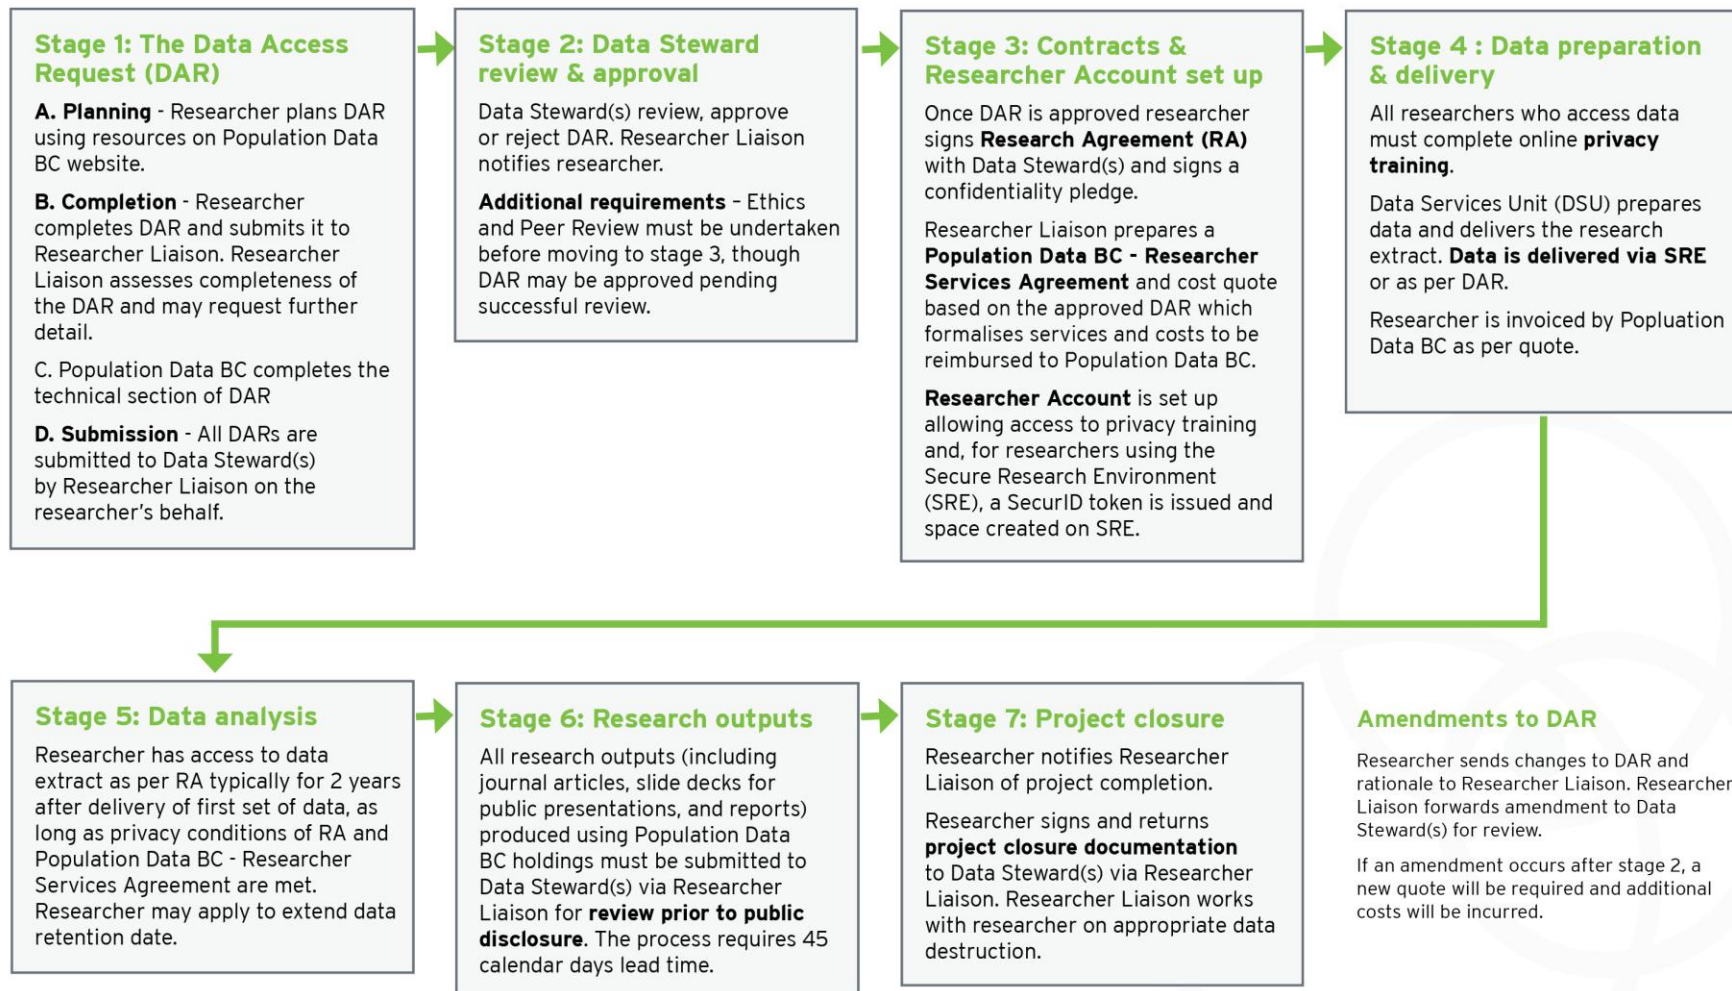 Stage 1: The Data Access
Request (DAR)
A. Planning - Researcher plans DAR
using resources on Population Data
BC website.
B. Completion - Researcher
completes DAR and submits it to
Researcher Liaison. Researcher
Liaison assesses completeness of
the DAR and may request further
detail.
C. Population Data BC completes the
technical section of DAR
D. Submission - All DARs are
submitted to Data Steward(s)
by Researcher Liaison on the
researcher's behalf.
Stage 2: Data Steward
review & approval
Data Steward(s) review, approve
or reject DAR. Researcher Liaison
notifies researcher.
Additional requirements – Ethics
and Peer Review must be undertaken
before moving to stage 3, though
DAR may be approved pending
successful review.
Stage 3: Contracts &
Researcher Account set up
Once DAR is approved researcher
signs Research Agreement (RA)
with Data Steward(s) and signs a
confidentiality pledge.
Researcher Liaison prepares a
Population Data BC - Researcher
Services Agreement and cost quote
based on the approved DAR which
formalises services and costs to be
reimbursed to Population Data BC.
Researcher Account is set up
allowing access to privacy training
and, for researchers using the
Secure Research Environment
(SRE), a SecurID token is issued and
space created on SRE.
Stage 4 : Data preparation
& delivery
All researchers who access data
must complete online privacy
training.
Data Services Unit (DSU) prepares
data and delivers the research
extract. Data is delivered via SRE
or as per DAR.
Researcher is invoiced by Popluation
Data BC as per quote.
Stage 5: Data analysis
Researcher has access to data
extract as per RA typically for 2 years
after delivery of first set of data, as
long as privacy conditions of RA and
Population Data BC - Researcher
Services Agreement are met.
Researcher may apply to extend data
retention date.
Stage 6: Research outputs
All research outputs (including
journal articles, slide decks for
public presentations, and reports)
produced using Population Data
BC holdings must be submitted to
Data Steward(s) via Researcher
Liaison for review prior to public
disclosure. The process requires 45
calendar days lead time.
Stage 7: Project closure
Researcher notifies Researcher
Liaison of project completion.
Researcher signs and returns
project closure documentation
to Data Steward(s) via Researcher
Liaison. Researcher Liaison works
with researcher on appropriate data
destruction.
Amendments to DAR
Researcher sends changes to DAR and
rationale to Researcher Liaison. Researcher
Liaison forwards amendment to Data
Steward(s) for review.
If an amendment occurs after stage 2, a
new quote will be required and additional
costs will be incurred.